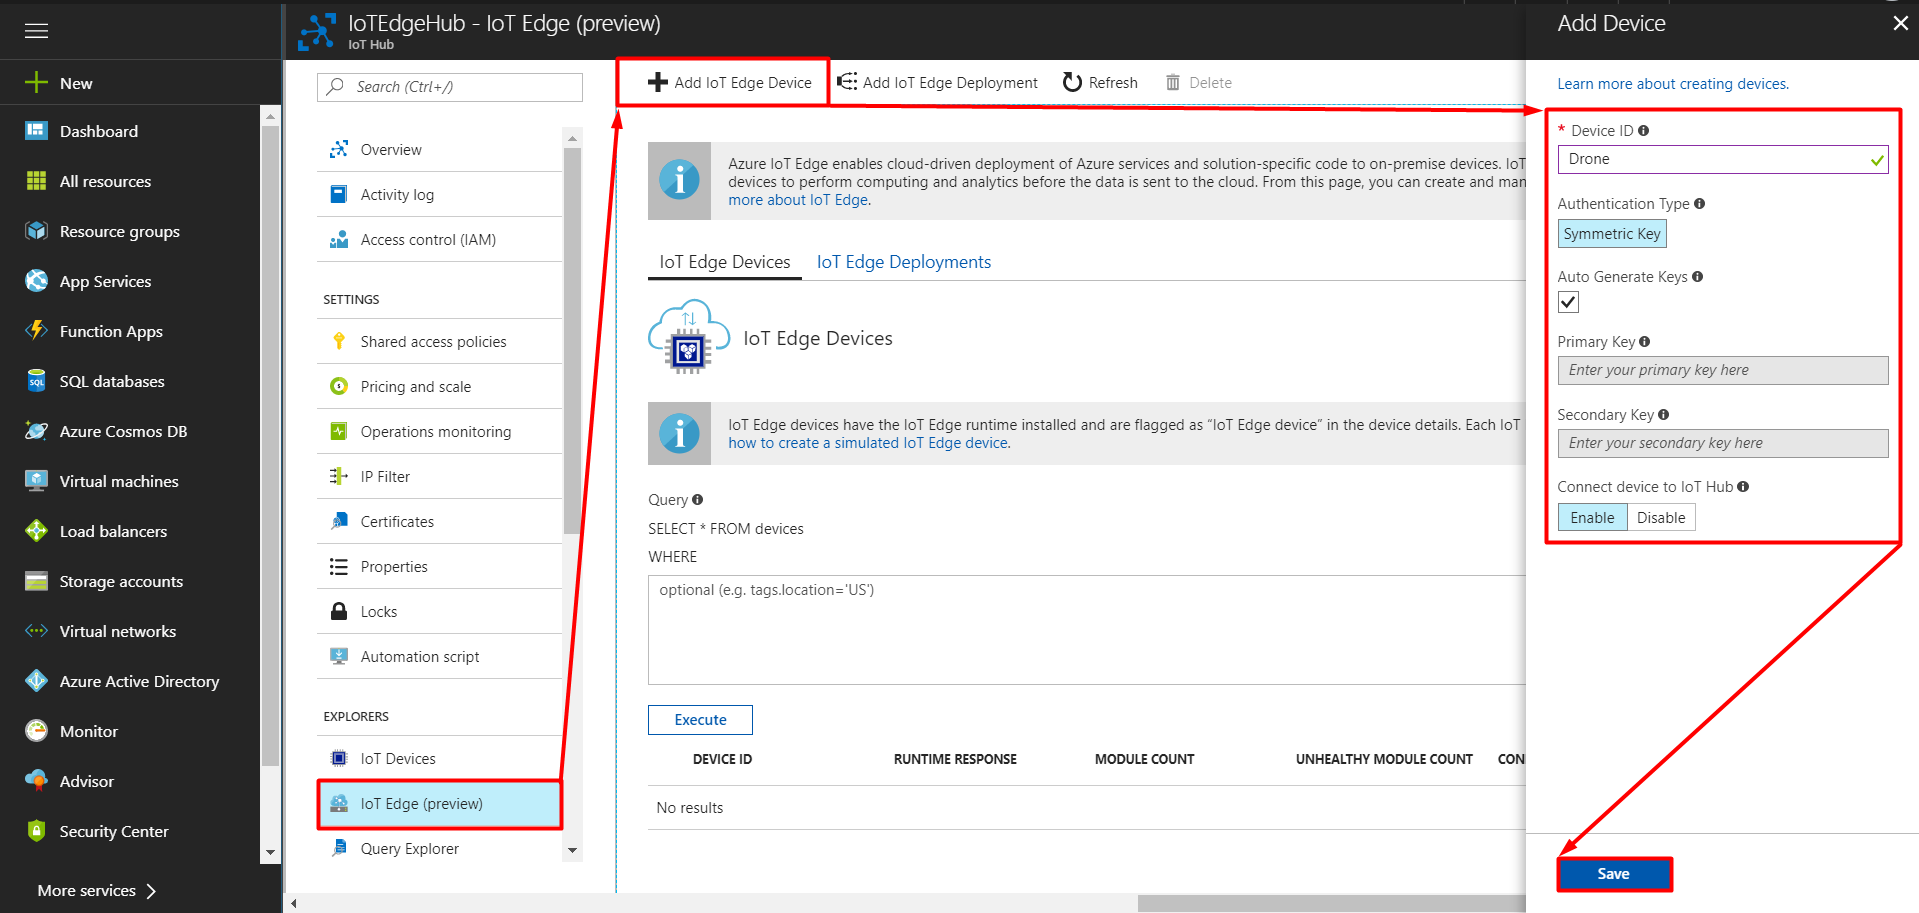 IoTEdgeHub - IoT Edge (preview)
IoT Hub
New
Dashboard
All resources
Resource groups
App Services
Function Apps
SQL databases
Azure Cosmos DB
Virtual machines
Load balancers
Storage accounts
Virtual networks
Azure Active Directory
Monitor
Advisor
Security Center
More services
Search (Ctrl+/)
Overview
Activity log
Access control (IAM)
SETTINGS
Shared access policies
Pricing and scale
Operations monitoring
IP Filter
Certificates
Properties
Locks
Automation script
EXPLORERS
IoT Devices
IoT Edge (preview)
Query Explorer
Add IoT Edge Device
Add IoT Edge Deployment
Refresh
Delete
Azure IoT Edge enables cloud-driven deployment of Azure services and solution-specific code to on-premise devices. IoT
devices to perform computing and analytics before the data is sent to the cloud. From this page, you can create and man
more about IoT Edge.
IoT Edge Devices
IoT Edge Deployments
IoT Edge Devices
IoT Edge devices have the IoT Edge runtime installed and are flagged as “IoT Edge device” in the device details. Each IoT
how to create a simulated IoT Edge device.
Query
SELECT * FROM devices
WHERE
optional (e.g. tags.location='US')
Execute
DEVICE ID
RUNTIME RESPONSE
MODULE COUNT
UNHEALTHY MODULE COUNT
CON
No results
Add Device
Learn more about creating devices.
* Device ID
Drone
Authentication Type
Symmetric Key
Auto Generate Keys
Primary Key
Enter your primary key here
Secondary Key
Enter your secondary key here
Connect device to IoT Hub
Enable
Disable
Save